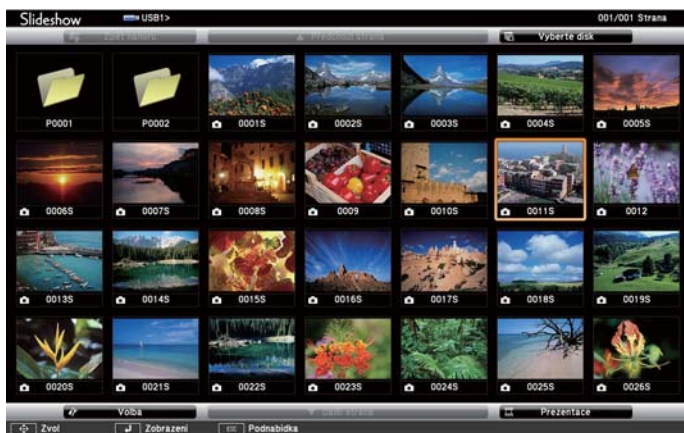 Slideshow USB1> 001/001 Strana
Zpět nahoru Předchozí strana Vyberte disk
P0001 P0002 0001S 0002S 0003S 0004S 0005S
0006S 0007S 0008S 0009 0010S 0011S 0012
0013S 0014S 0015S 0016S 0017S 0018S 0019S
0020S 0021S 0022S 0023S 0024S 0025S 0026S
Volba Další strana Prezentace
Zvol Zobrazení Podnabídka